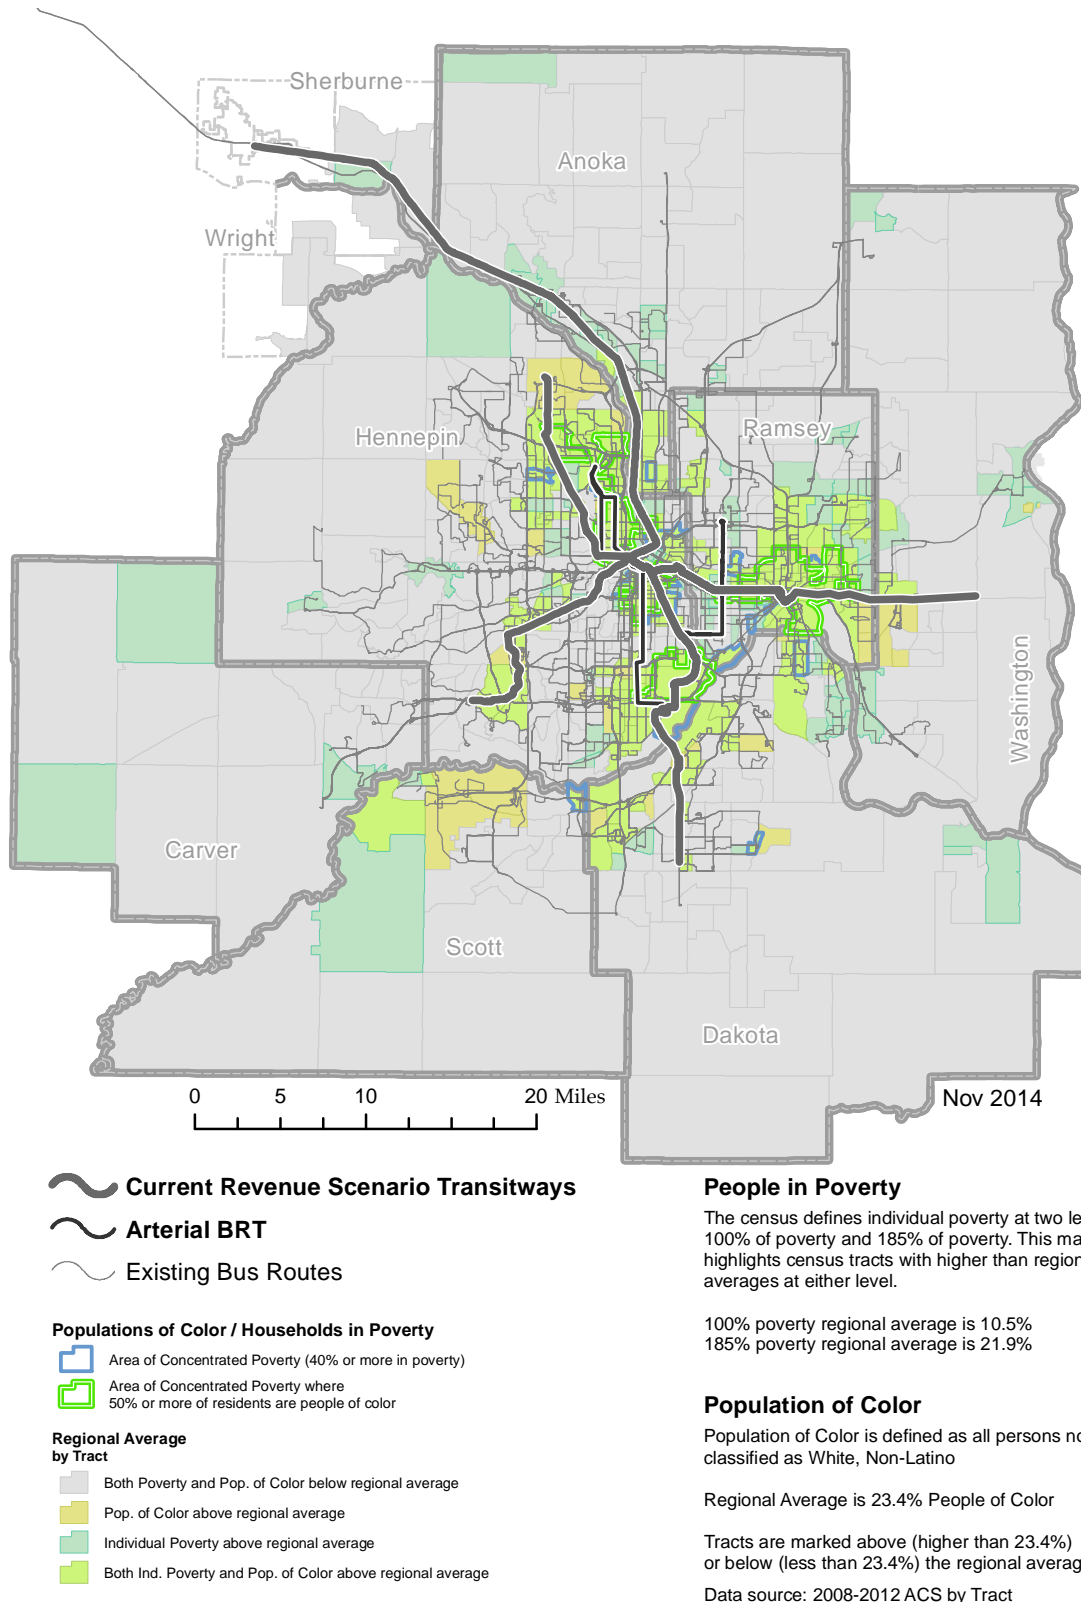 Sherburne
Anoka
Wright
Hennepin
Ramsey
Washington
Carver
Scott
Dakota
0 5 10 20 Miles
Nov 2014
Current Revenue Scenario Transitways
Arterial BRT
Existing Bus Routes
Populations of Color / Households in Poverty
Area of Concentrated Poverty (40% or more in poverty)
Area of Concentrated Poverty where
50% or more of residents are people of color
Regional Average
by Tract
Both Poverty and Pop. of Color below regional average
Pop. of Color above regional average
Individual Poverty above regional average
Both Ind. Poverty and Pop. of Color above regional average
People in Poverty
The census defines individual poverty at two le
100% of poverty and 185% of poverty. This ma
highlights census tracts with higher than region
averages at either level.
100% poverty regional average is 10.5%
185% poverty regional average is 21.9%
Population of Color
Population of Color is defined as all persons no
classified as White, Non-Latino
Regional Average is 23.4% People of Color
Tracts are marked above (higher than 23.4%)
or below (less than 23.4%) the regional averag
Data source: 2008-2012 ACS by Tract